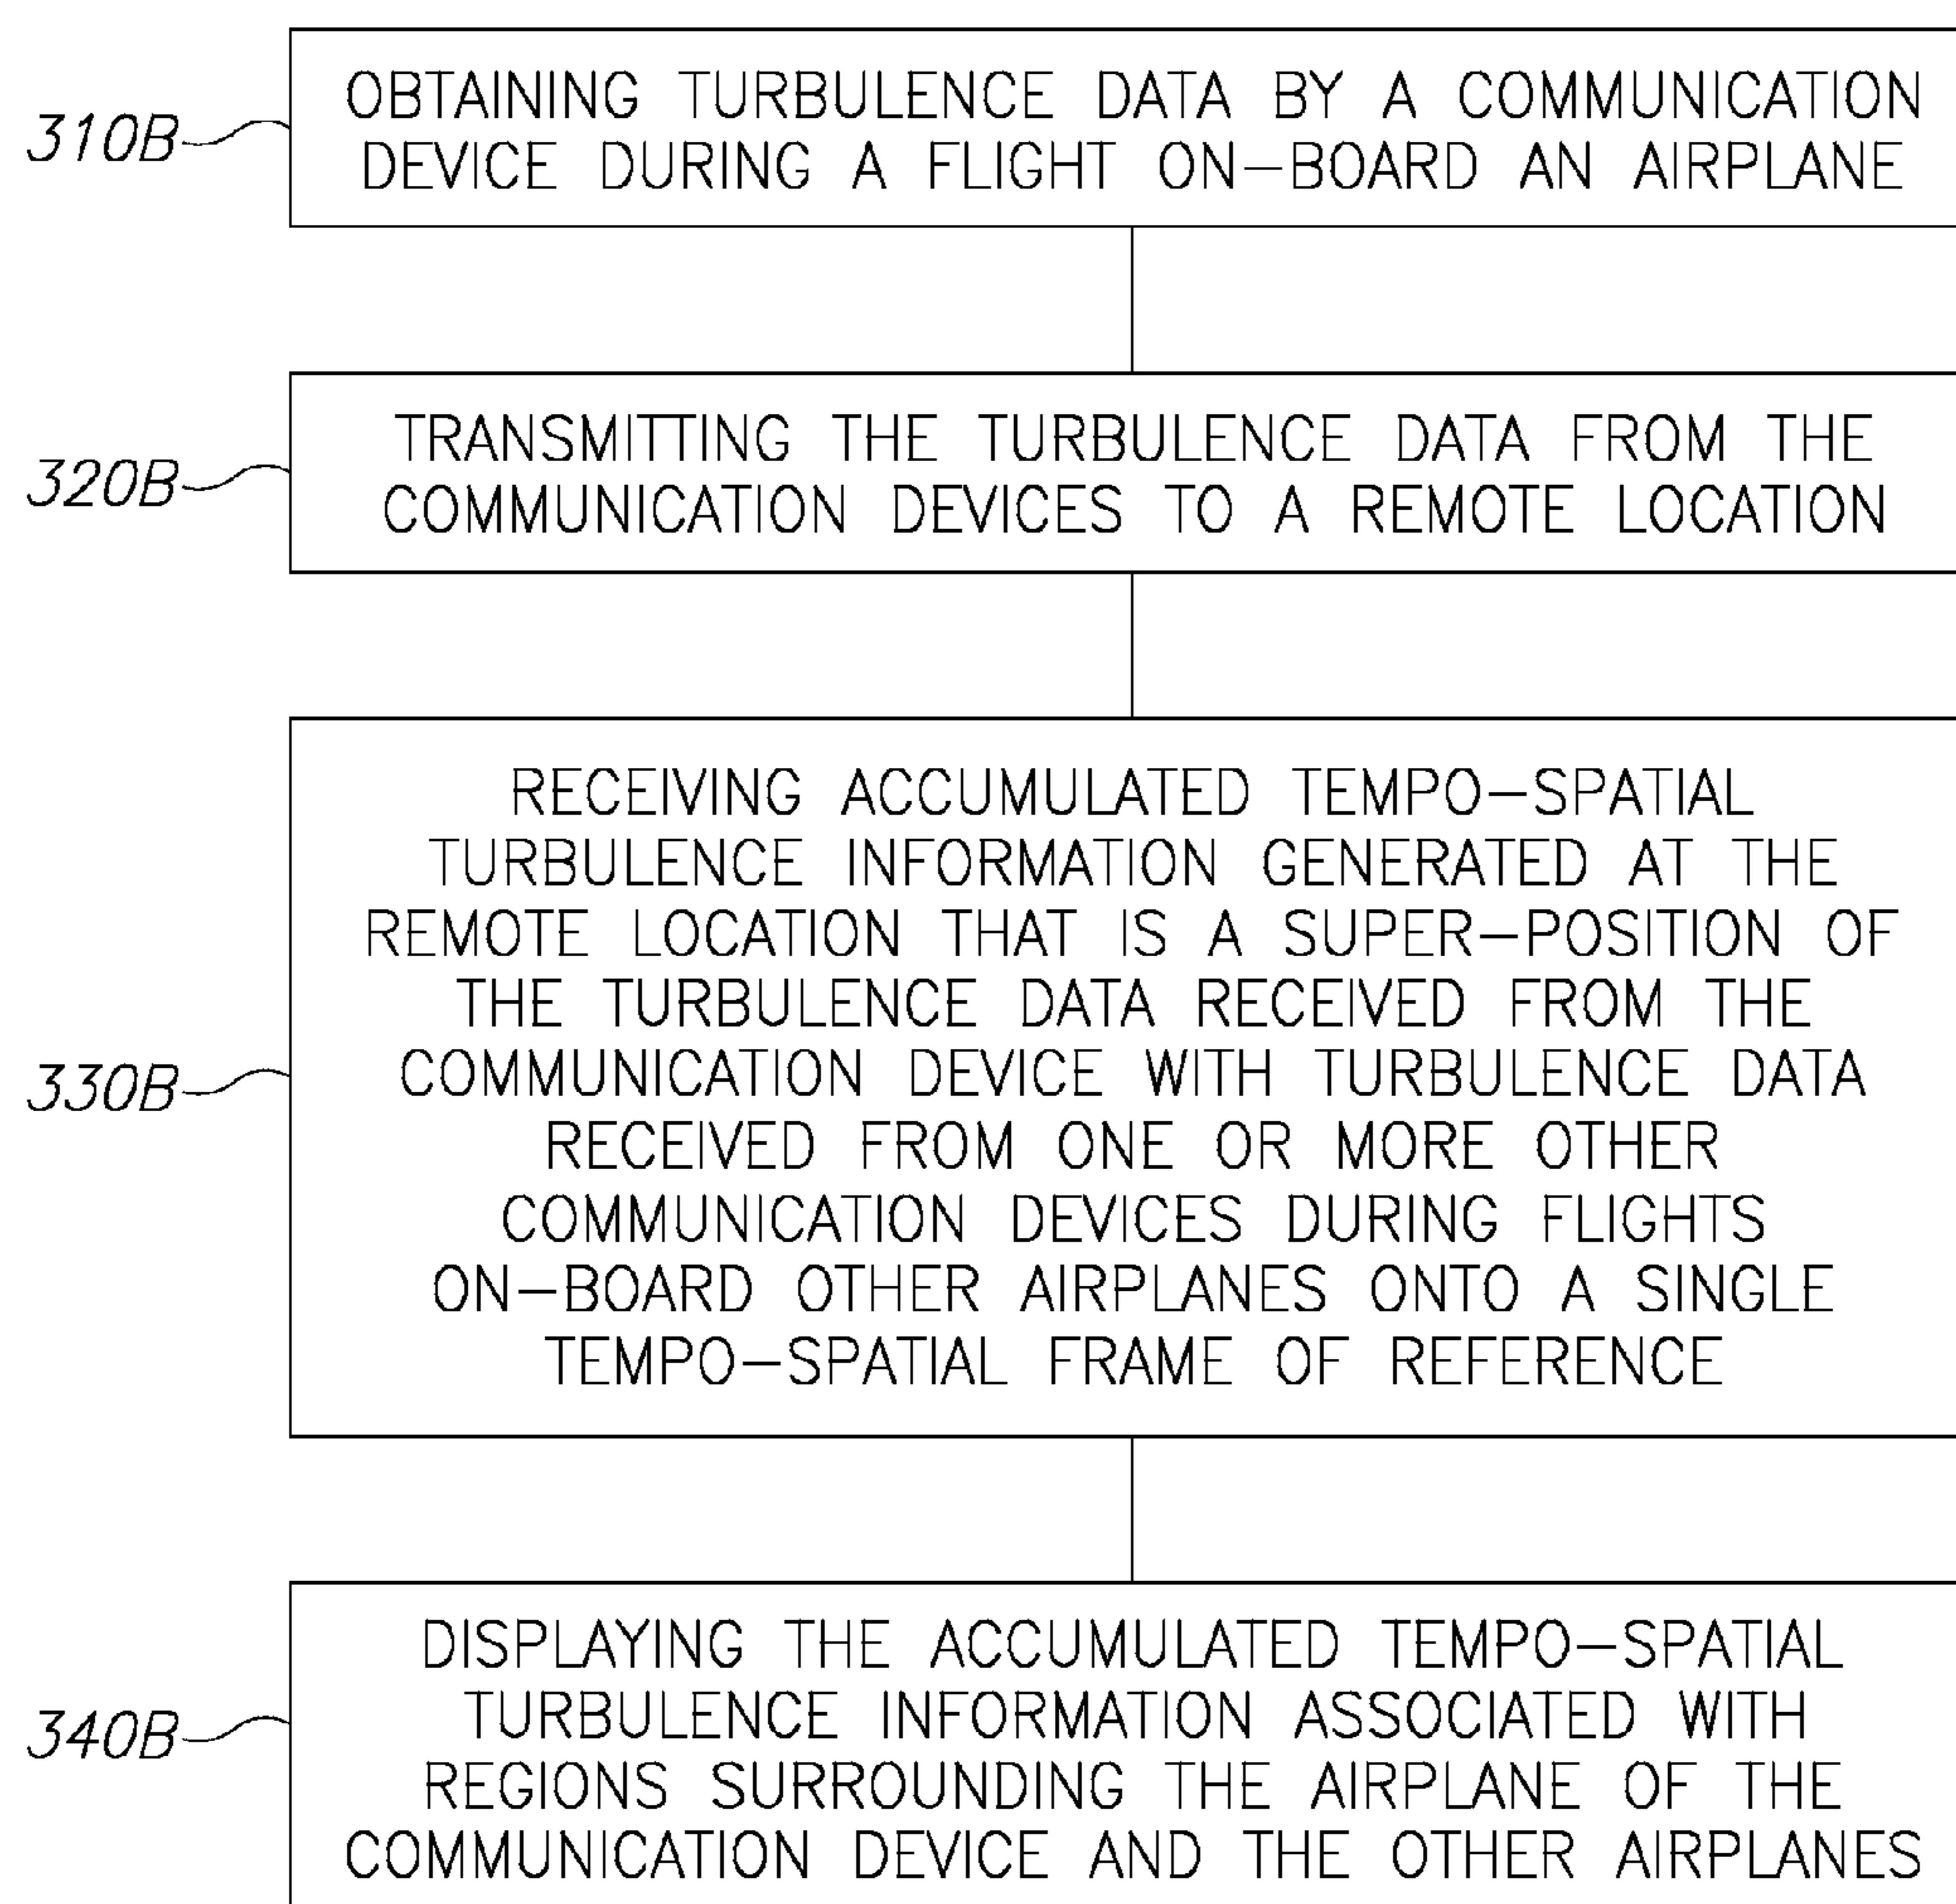 310B
OBTAINING TURBULENCE DATA BY A COMMUNICATION
DEVICE DURING A FLIGHT ON-BOARD AN AIRPLANE
320B
TRANSMITTING THE TURBULENCE DATA FROM THE
COMMUNICATION DEVICES TO A REMOTE LOCATION
330B
RECEIVING ACCUMULATED TEMPO-SPATIAL
TURBULENCE INFORMATION GENERATED AT THE
REMOTE LOCATION THAT IS A SUPER-POSITION OF
THE TURBULENCE DATA RECEIVED FROM THE
COMMUNICATION DEVICE WITH TURBULENCE DATA
RECEIVED FROM ONE OR MORE OTHER
COMMUNICATION DEVICES DURING FLIGHTS
ON-BOARD OTHER AIRPLANES ONTO A SINGLE
TEMPO-SPATIAL FRAME OF REFERENCE
340B
DISPLAYING THE ACCUMULATED TEMPO-SPATIAL
TURBULENCE INFORMATION ASSOCIATED WITH
REGIONS SURROUNDING THE AIRPLANE OF THE
COMMUNICATION DEVICE AND THE OTHER AIRPLANES